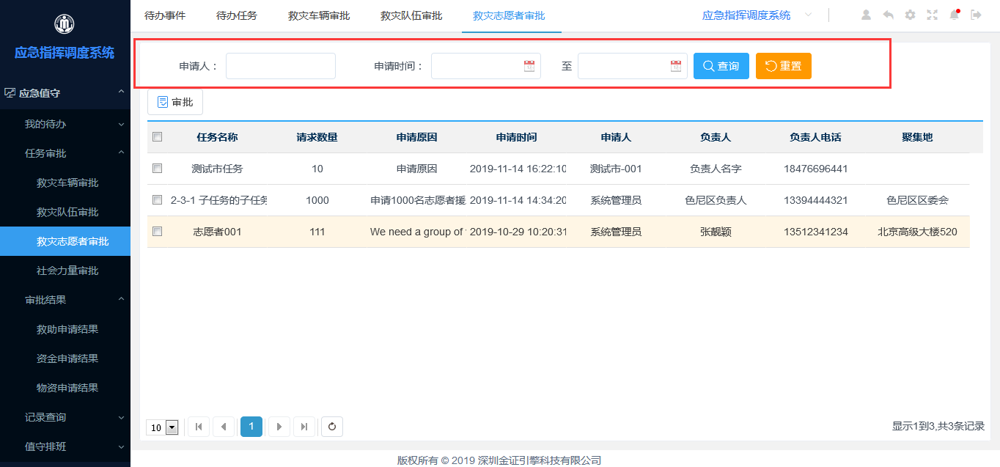 应急指挥调度系统
应急值守
我的待办
任务审批
救灾车辆审批
救灾队伍审批
救灾志愿者审批
社会力量审批
审批结果
救助申请结果
资金申请结果
物资申请结果
记录查询
值守排班
待办事件 待办任务 救灾车辆审批 救灾队伍审批 救灾志愿者审批 应急指挥调度系统
申请人： 申请时间： 至 查询 重置
审批
任务名称 请求数量 申请原因 申请时间 申请人 负责人 负责人电话 聚集地
测试市任务 10 申请原因 2019-11-14 16:22:10 测试市-001 负责人名字 18476696441
2-3-1 子任务的子任务 1000 申请1000名志愿者援 2019-11-14 14:34:20 系统管理员 色尼区负责人 13394444321 色尼区区委会
志愿者001 111 We need a group of 2019-10-29 10:20:31 系统管理员 张靓颖 13512341234 北京高级大楼520
10 1 显示1到3,共3条记录
版权所有 © 2019 深圳金证引擎科技有限公司